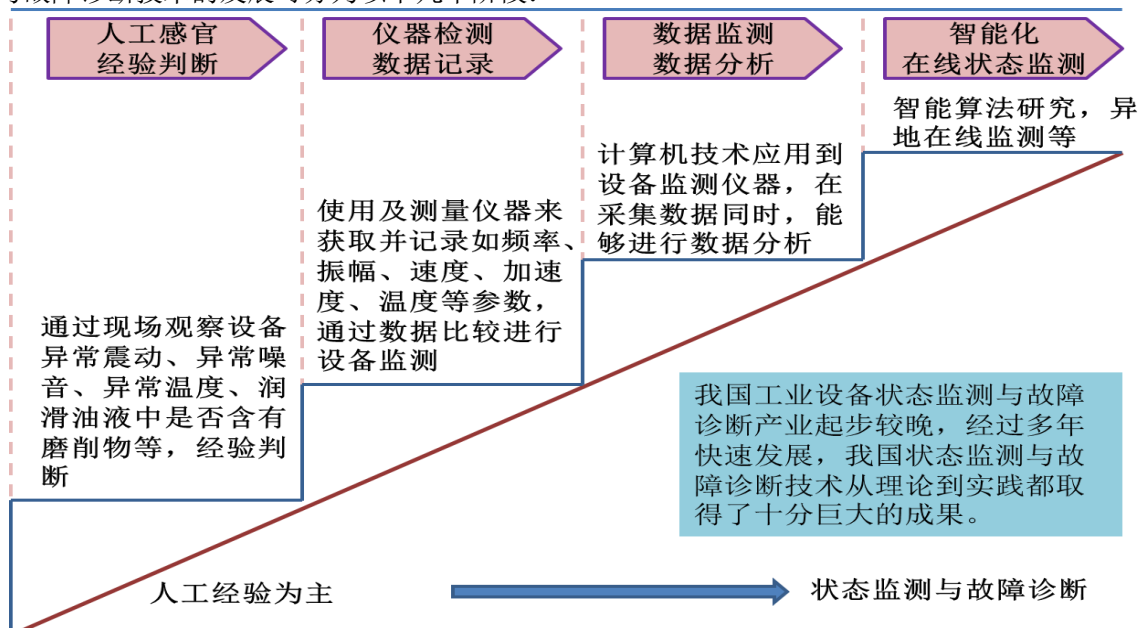 人工感官
经验判断
仪器检测
数据记录
数据监测
数据分析
智能化
在线状态监测
通过现场观察设备
异常震动、异常噪
音、异常温度、润
滑油液中是否含有
磨削物等，经验判
断
使用及测量仪器来
获取并记录如频率、
振幅、速度、加速
度、温度等参数，
通过数据比较进行
设备监测
计算机技术应用到
设备监测仪器，在
采集数据同时，能
够进行数据分析
智能算法研究，异
地在线监测等
我国工业设备状态监测与故障
诊断产业起步较晚，经过多年
快速发展，我国状态监测与故
障诊断技术从理论到实践都取
得了十分巨大的成果。
人工经验为主
状态监测与故障诊断